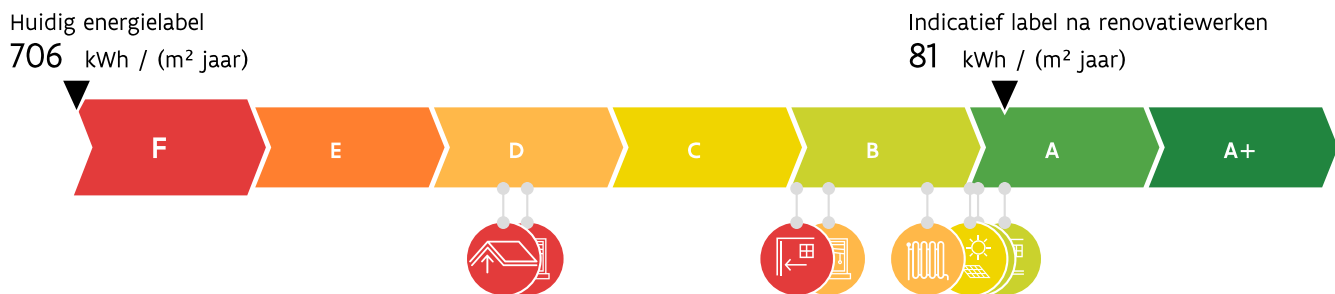 Huidig energielabel
706 kWh / (m² jaar)
Indicatief label na renovatiewerken
81 kWh / (m² jaar)
F E D C B A A+